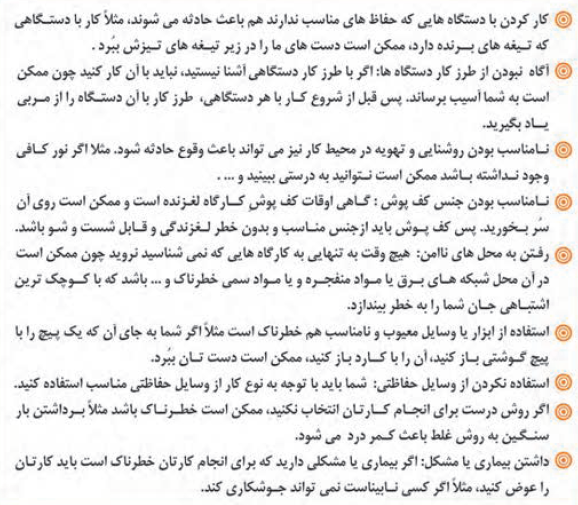 کار کردن با دستگاه هایی که حفاظ های مناسب ندارند هم باعث حادثه می شوند، مثلاً کار با دستگاهی
که تیغه های بُرنده دارد، ممکن است دست های ما را در زیر تیغه های تیزش ببُرد .
آگاه نبودن از طرز کار دستگاه ها: اگر با طرز کار دستگاهی آشنا نیستید، نباید با آن کار کنید چون ممکن
است به شما آسیب برساند. پس قبل از شروع کار با هر دستگاهی، طرز کار با آن دستگاه را از مربی
یاد بگیرید.
نامناسب بودن روشنایی و تهویه در محیط کار نیز می تواند باعث وقوع حادثه شود. مثلا اگر نور کافی
وجود نداشته باشد ممکن است نتوانید به درستی ببینید و ... .
نامناسب بودن جنس کف پوش : گاهی اوقات کف پوش کارگاه لغزنده است و ممکن است روی آن
سُر بخورید. پس کف پوش باید ازجنس مناسب و بدون خطر لغزندگی و قابل شست و شو باشد.
رفتن به محل های ناامن: هیچ وقت به تنهایی به کارگاه هایی که نمی شناسید نروید چون ممکن است
در آن محل شبکه های برق یا مواد منفجره و یا مواد سمی خطرناک و ... باشد که با کوچک ترین
اشتباهی جان شما را به خطر بیندازد.
استفاده از ابزار یا وسایل معیوب و نامناسب هم خطرناک است مثلاً اگر شما به جای آن که یک پیچ را با
پیچ گوشتی باز کنید، آن را با کارد باز کنید، ممکن است دست تان ببُرد.
استفاده نکردن از وسایل حفاظتی: شما باید با توجه به نوع کار از وسایل حفاظتی مناسب استفاده کنید.
اگر روش درست برای انجام کارتان انتخاب نکنید، ممکن است خطرناک باشد مثلاً برداشتن بار
سنگین به روش غلط باعث کمر درد می شود.
داشتن بیماری یا مشکل: اگر بیماری یا مشکلی دارید که برای انجام کارتان خطرناک است باید کارتان
را عوض کنید، مثلاً اگر کسی نابیناست نمی تواند جوشکاری کند.